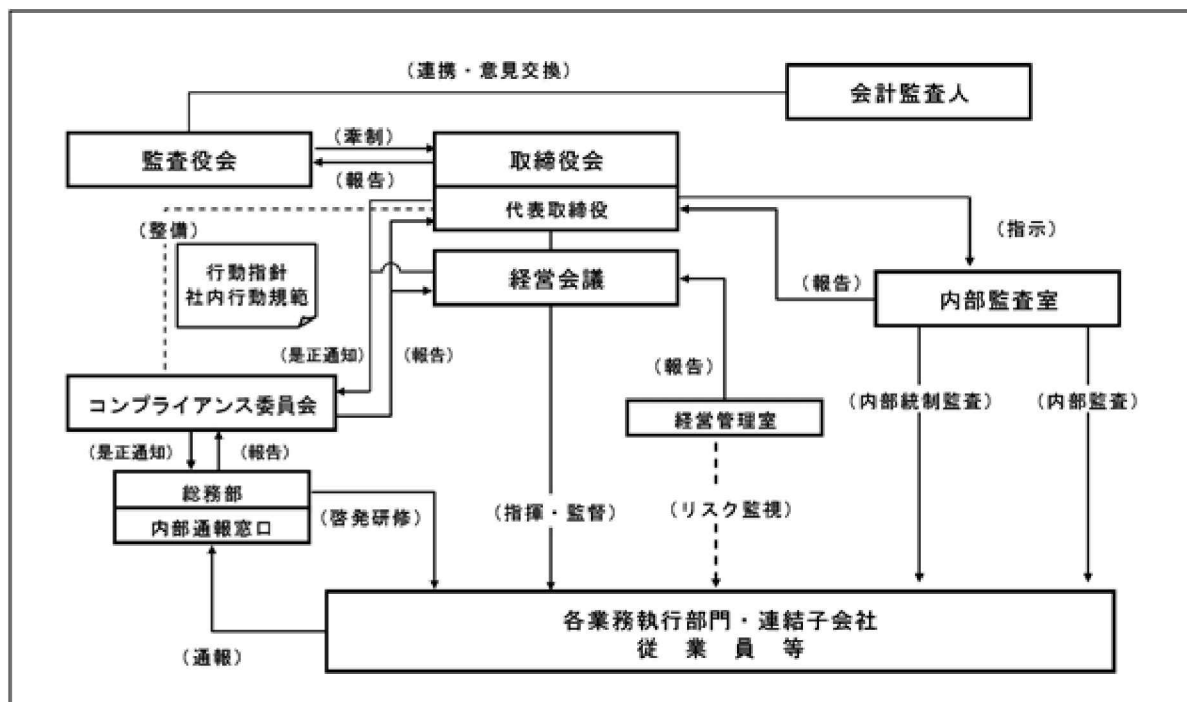 （連携・意見交換）
会計監査人
監査役会
（牽制）
（報告）
取締役会
代表取締役
（整備）
（指示）
行動指針
社内行動規範
経営会議
（報告）
内部監査室
（是正通知）
（報告）
（報告）
コンプライアンス委員会
経営管理室
（内部統制監査）
（内部監査）
（是正通知）
（報告）
総務部
内部通報窓口
（啓発研修）
（指揮・監督）
（リスク監視）
各業務執行部門・連結子会社
従　業　員　等
（通報）